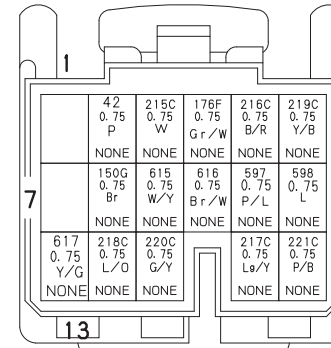 1
42 215C 176F 216C 219C
0.75 0.75 0.75 0.75 0.75
P W Gr/W B/R Y/B
NONE NONE NONE NONE NONE
150G 615 616 597 598
0.75 0.75 0.75 0.75 0.75
7
Br W/Y Br/W P/L L
NONE NONE NONE NONE NONE
617 218C 220C 217C 221C
0.75 0.75 0.75 0.75 0.75
Y/G L/O G/Y Lg/Y P/B
NONE NONE NONE NONE NONE
13